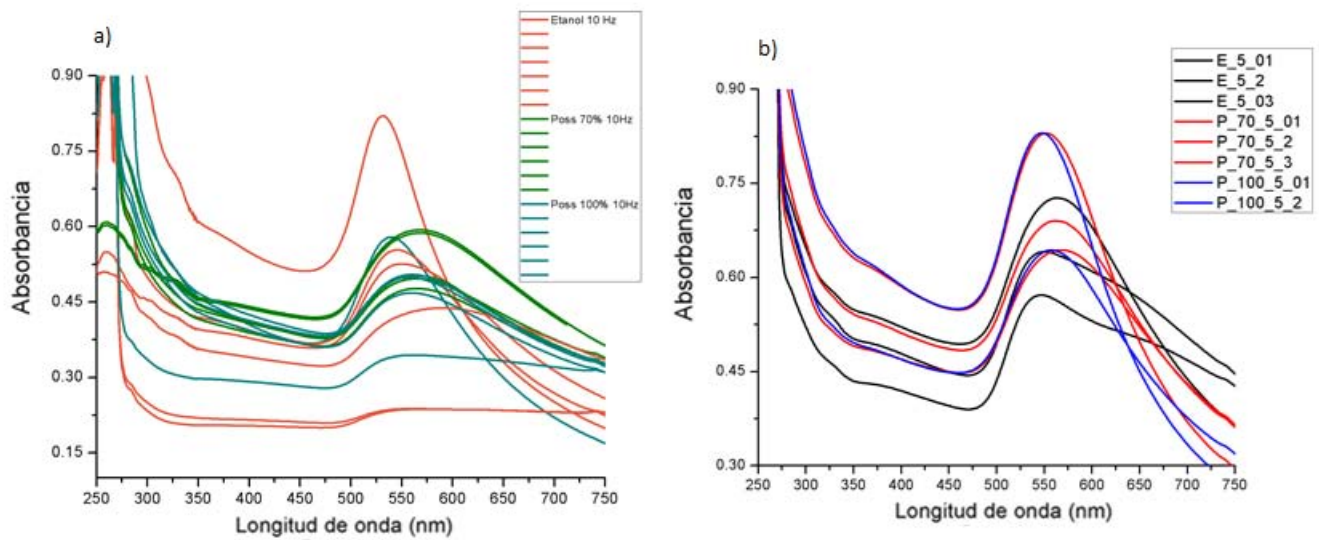 a)
Etanol 10 Hz
Poss 70% 10Hz
Poss 100% 10Hz
0.90
0.75
0.60
0.45
0.30
0.15
Absorbancia
250 300 350 400 450 500 550 600 650 700 750
Longitud de onda (nm)
b)
E_5_01
E_5_2
E_5_03
P_70_5_01
P_70_5_2
P_70_5_3
P_100_5_01
P_100_5_2
0.90
0.75
0.60
0.45
0.30
Absorbancia
250 300 350 400 450 500 550 600 650 700 750
Longitud de onda (nm)